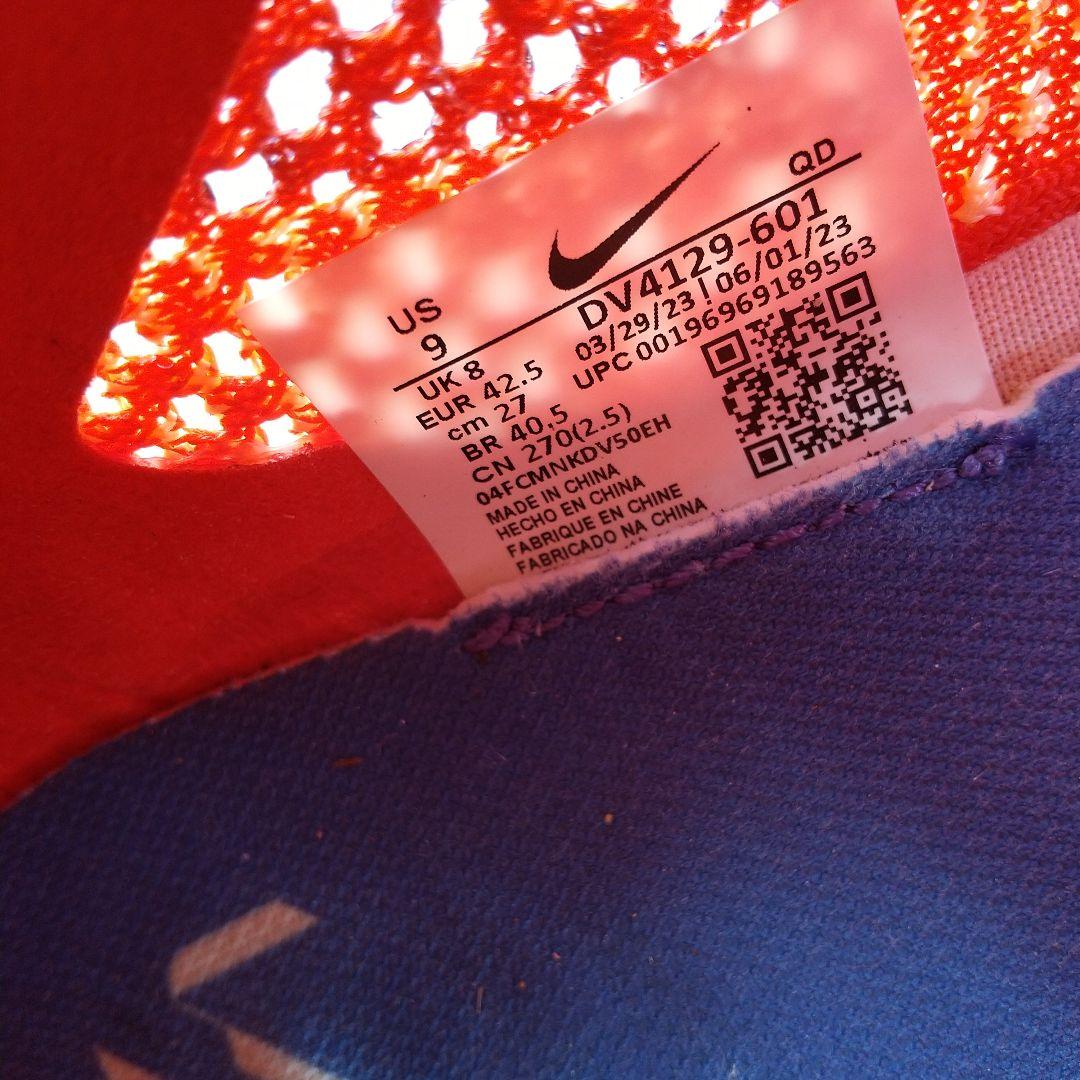 QD
US
9
DV4129-601
03/29/23 | 06/01/23
UPC 00196969189563
UK 8
EUR 42.5
cm 27
BR 40.5
CN 270(2.5)
04FCMNKDV50EH
MADE IN CHINA
HECHO EN CHINA
FABRIQUE EN CHINE
FABRICADO NA CHINA